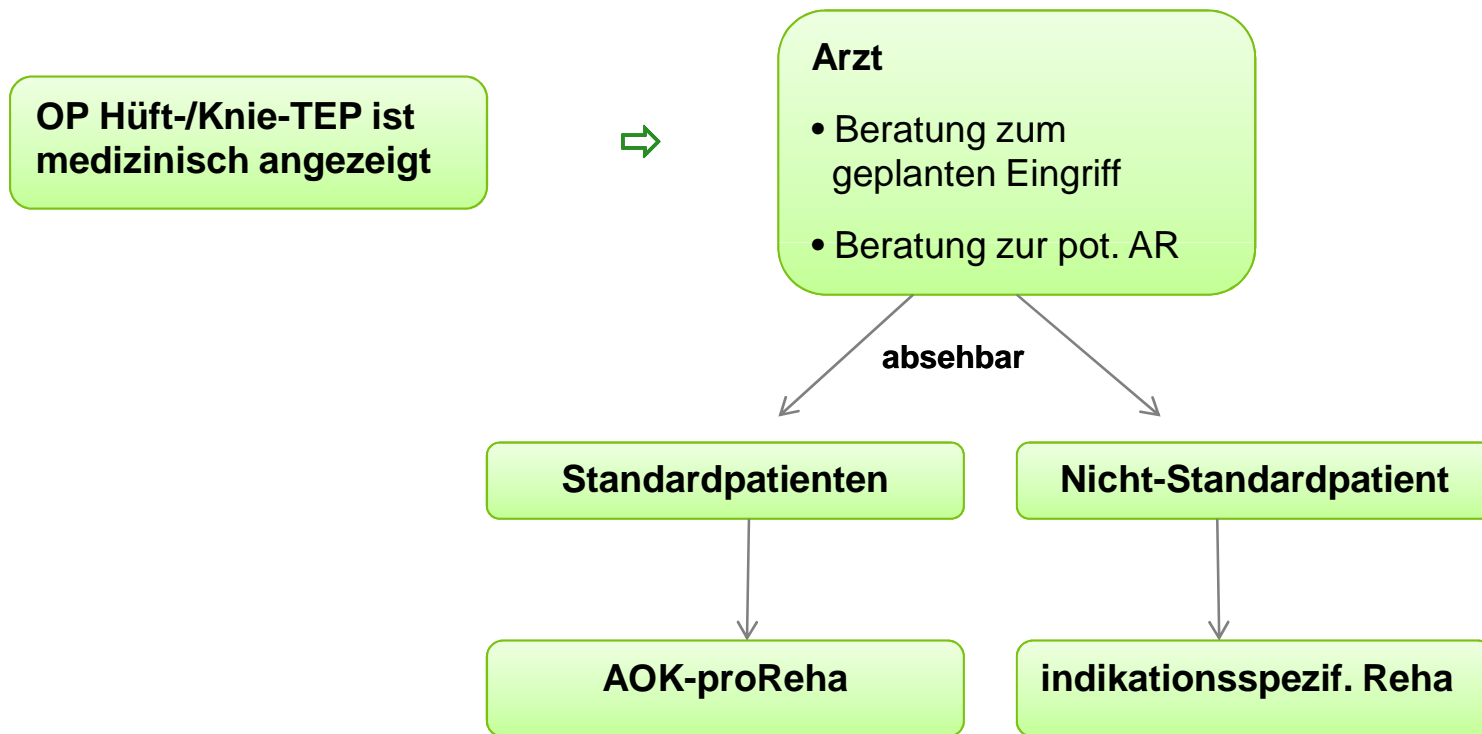 OP Hüft-/Knie-TEP ist
medizinisch angezeigt
Arzt
• Beratung zum
geplanten Eingriff
• Beratung zur pot. AR
absehbar
Standardpatienten
Nicht-Standardpatient
AOK-proReha
indikationsspezif. Reha